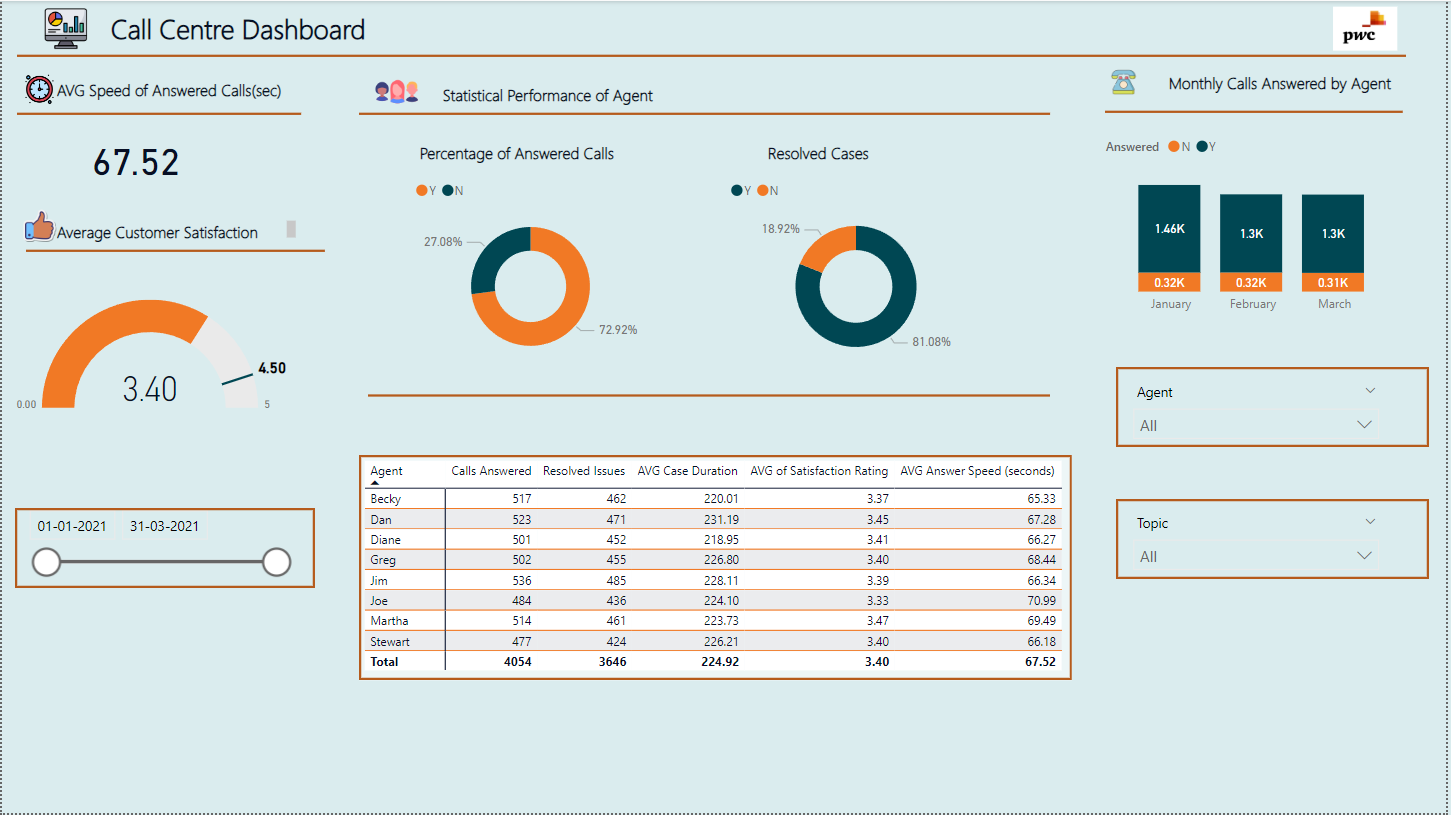 Call Centre Dashboard
pwc
AVG Speed of Answered Calls(sec)
67.52
Average Customer Satisfaction
4.50
3.40
0.00
5
01-01-2021 31-03-2021
Statistical Performance of Agent
Percentage of Answered Calls
Y N
27.08%
72.92%
Resolved Cases
Y N
18.92%
81.08%
Agent Calls Answered Resolved Issues AVG Case Duration AVG of Satisfaction Rating AVG Answer Speed (seconds)
Becky 517 462 220.01 3.37 65.33
Dan 523 471 231.19 3.45 67.28
Diane 501 452 218.95 3.41 66.27
Greg 502 455 226.80 3.40 68.44
Jim 536 485 228.11 3.39 66.34
Joe 484 436 224.10 3.33 70.99
Martha 514 461 223.73 3.47 69.49
Stewart 477 424 226.21 3.40 66.18
Total 4054 3646 224.92 3.40 67.52
Monthly Calls Answered by Agent
Answered N Y
1.46K 1.3K 1.3K
0.32K 0.32K 0.31K
January February March
Agent
All
Topic
All